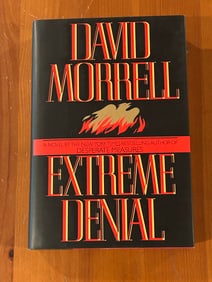 DAVID
MORRELL
A NOVEL BY THE NEW YORK TIMES BESTSELLING AUTHOR OF
DESPERATE MEASURES
EXTREME
DENIAL